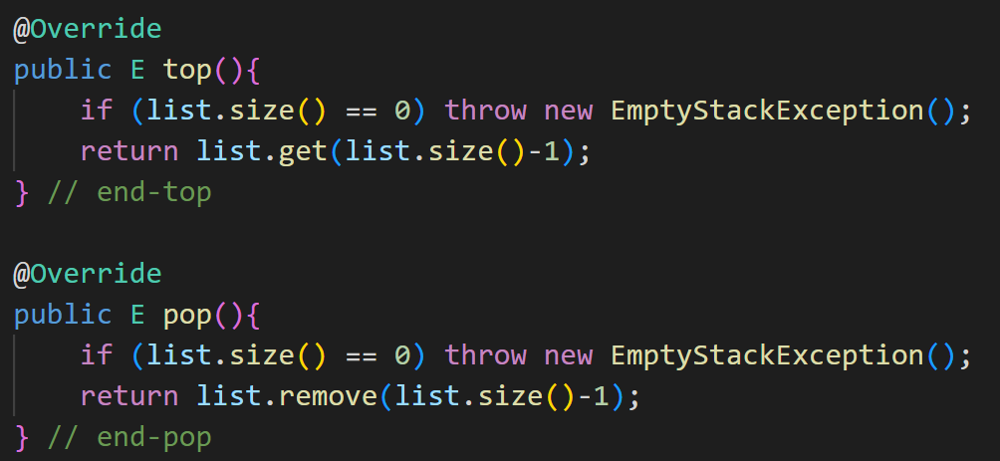 @Override
public E top(){
    if (list.size() == 0) throw new EmptyStackException();
    return list.get(list.size()-1);
} // end-top

@Override
public E pop(){
    if (list.size() == 0) throw new EmptyStackException();
    return list.remove(list.size()-1);
} // end-pop